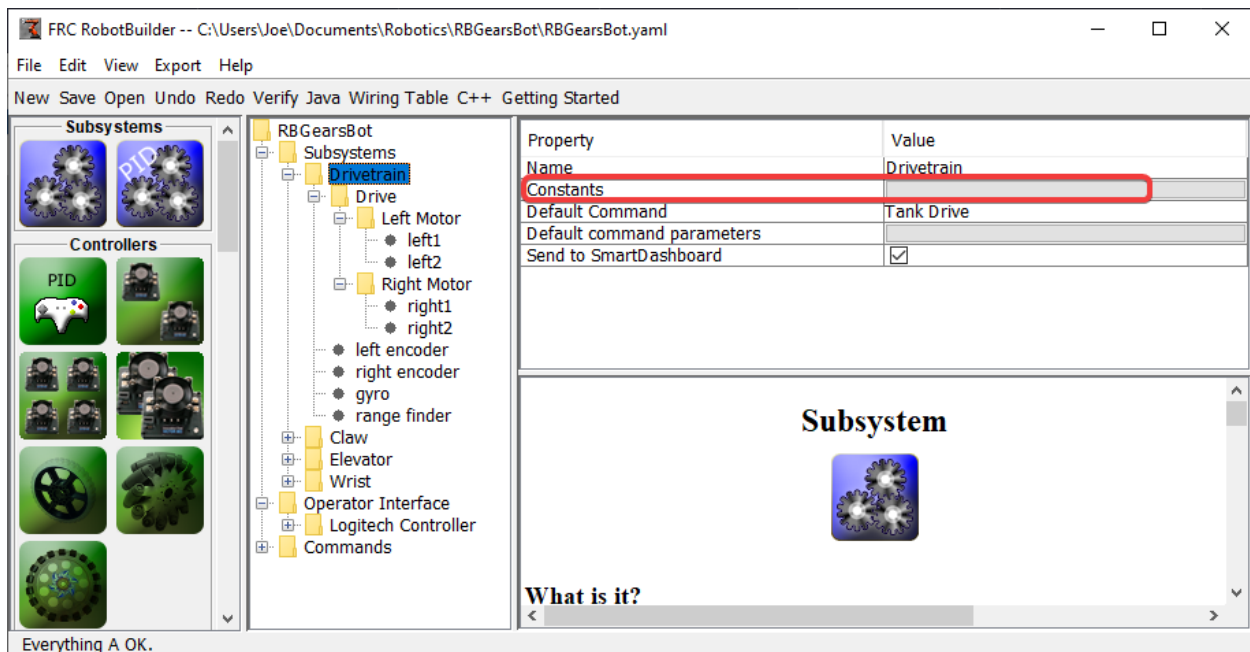 FRC RobotBuilder -- C:\Users\Joe\Documents\Robotics\RBGearsBot\RBGearsBot.yaml
File Edit View Export Help
New Save Open Undo Redo Verify Java Wiring Table C++ Getting Started
Subsystems
PID
Controllers
PID
RBGearsBot
Subsystems
Drivetrain
Drive
Left Motor
left1
left2
Right Motor
right1
right2
left encoder
right encoder
gyro
range finder
Claw
Elevator
Wrist
Operator Interface
Logitech Controller
Commands
Property Value
Name Drivetrain
Constants
Default Command Tank Drive
Default command parameters
Send to SmartDashboard
Subsystem
What is it?
Everything A OK.